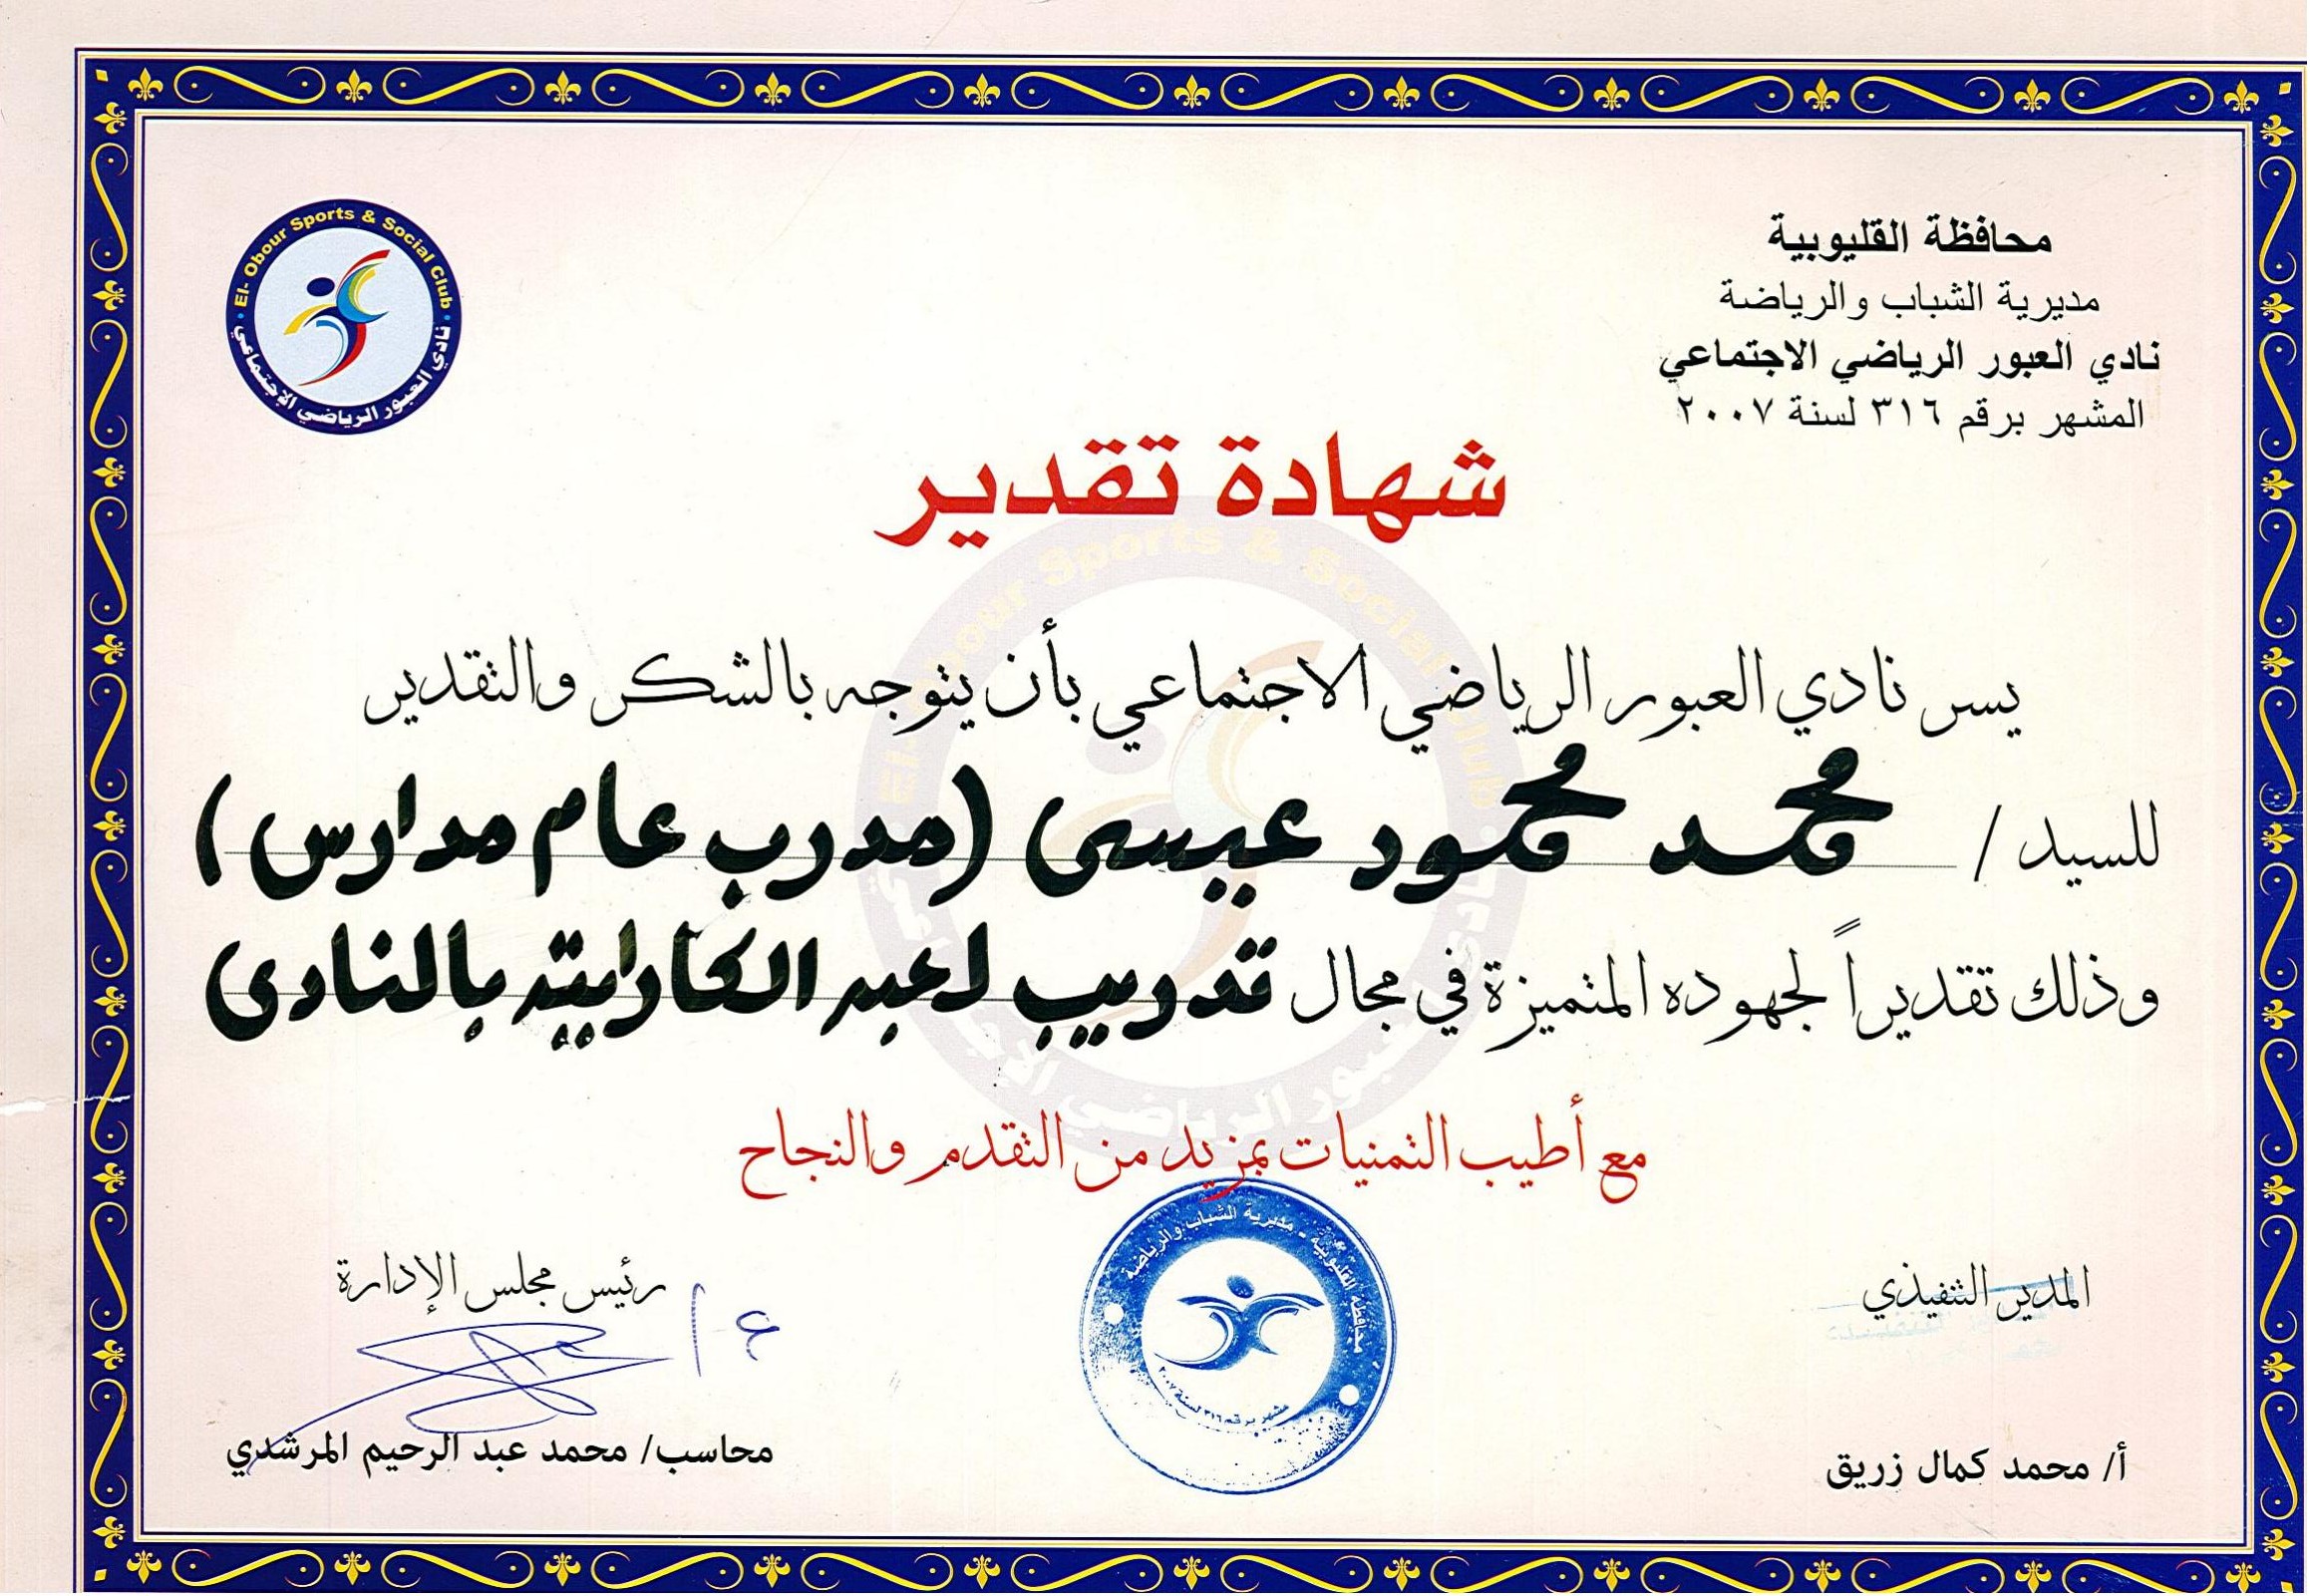 محافظة القليوبية
مديرية الشباب والرياضة
نادي العبور الرياضي الاجتماعي
المشهر برقم ٣١٦ لسنة ٢٠٠٧
El- Obour Sports & Social Club
نادي العبور الرياضي الإجتماعي
شهادة تقدير
يسر نادي العبور الرياضي الاجتماعي بأن يتوجه بالشكر والتقدير
للسيد / محمد محمود عيسى (مدرب عام مدارس)
وذلك تقديراً لجهوده المتميزة في مجال تدريب لعبه الكاراتيه بالنادى
مع أطيب التمنيات بمزيد من التقدم والنجاح
المدير التنفيذي
رئيس مجلس الإدارة
محافظة القليوبية - مديرية الشباب والرياضة
مشهر برقم ٣١٦ لسنة ٢٠٠٧
أ/ محمد كمال زريق
محاسب/ محمد عبد الرحيم المرشدي